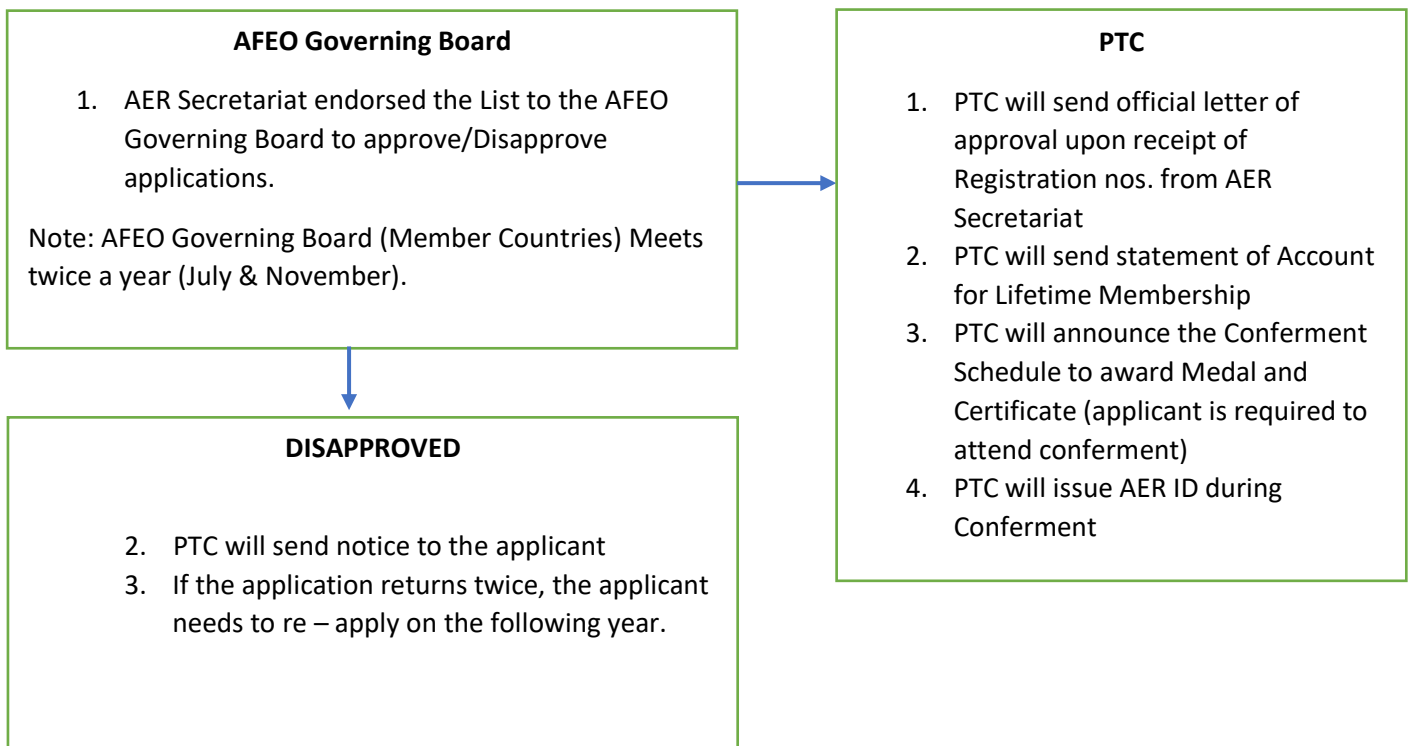 AFEO Governing Board
1. AER Secretariat endorsed the List to the AFEO
Governing Board to approve/Disapprove
applications.
Note: AFEO Governing Board (Member Countries) Meets
twice a year (July & November).
PTC
1. PTC will send official letter of
approval upon receipt of
Registration nos. from AER
Secretariat
2. PTC will send statement of Account
for Lifetime Membership
3. PTC will announce the Conferment
Schedule to award Medal and
Certificate (applicant is required to
attend conferment)
4. PTC will issue AER ID during
Conferment
DISAPPROVED
2. PTC will send notice to the applicant
3. If the application returns twice, the applicant
needs to re – apply on the following year.